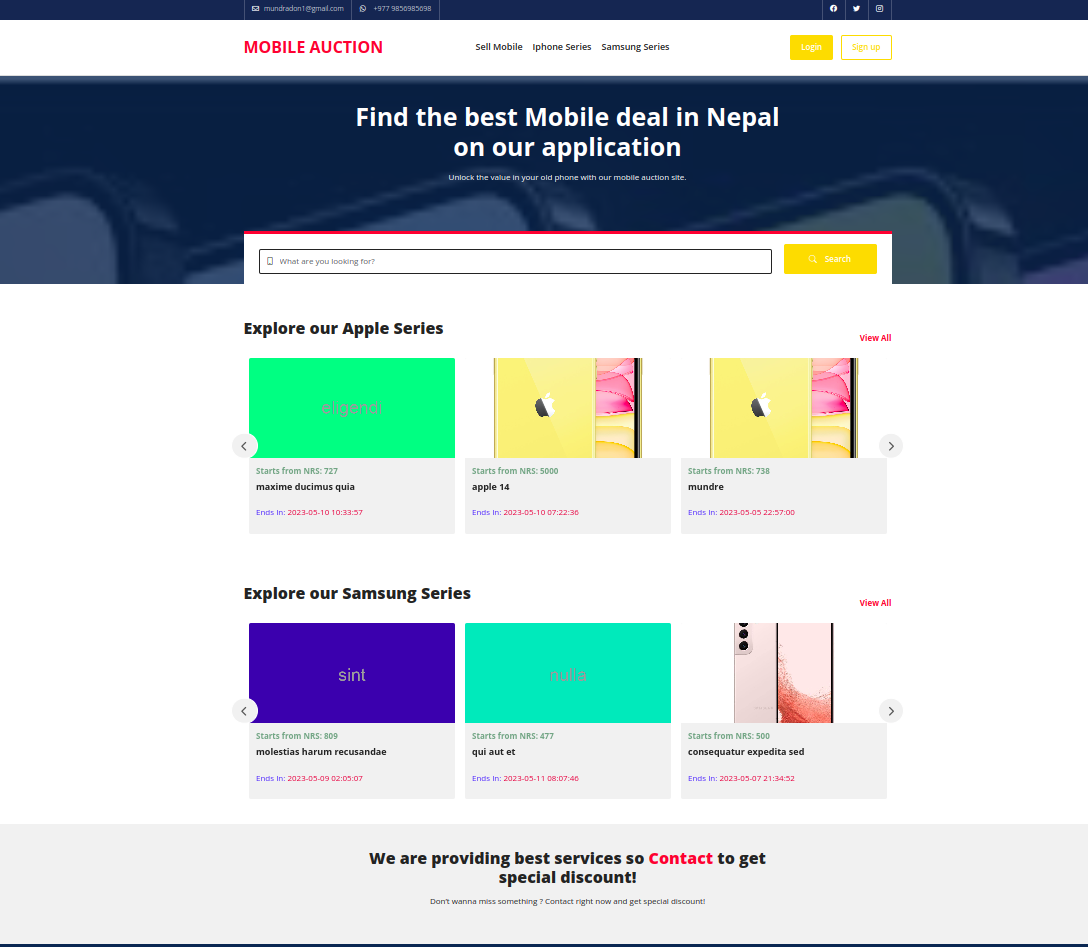 mundradon1@gmail.com
+977 9856985698
MOBILE AUCTION
Sell Mobile
Iphone Series
Samsung Series
Login
Sign up
Find the best Mobile deal in Nepal
on our application
Unlock the value in your old phone with our mobile auction site.
What are you looking for?
Search
Explore our Apple Series
View All
eligendi
Starts from NRS: 727
maxime ducimus quia
Ends In: 2023-05-10 10:33:57
Starts from NRS: 5000
apple 14
Ends In: 2023-05-10 07:22:36
Starts from NRS: 738
mundre
Ends In: 2023-05-05 22:57:00
Explore our Samsung Series
View All
sint
Starts from NRS: 809
molestias harum recusandae
Ends In: 2023-05-09 02:05:07
nulla
Starts from NRS: 477
qui aut et
Ends In: 2023-05-11 08:07:46
Starts from NRS: 500
consequatur expedita sed
Ends In: 2023-05-07 21:34:52
We are providing best services so Contact to get
special discount!
Don't wanna miss something ? Contact right now and get special discount!